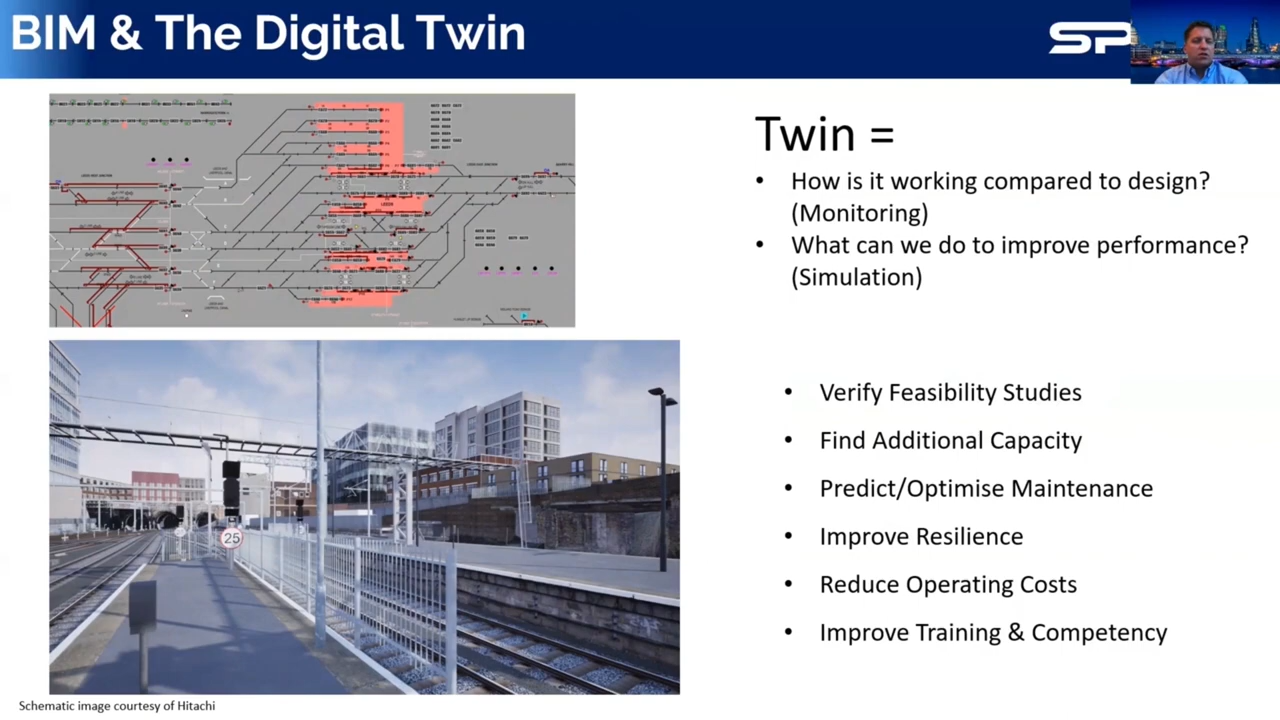 BIM & The Digital Twin
SP
Twin =
• How is it working compared to design?
(Monitoring)
• What can we do to improve performance?
(Simulation)
LEEDS
25
• Verify Feasibility Studies
• Find Additional Capacity
• Predict/Optimise Maintenance
• Improve Resilience
• Reduce Operating Costs
• Improve Training & Competency
Schematic image courtesy of Hitachi